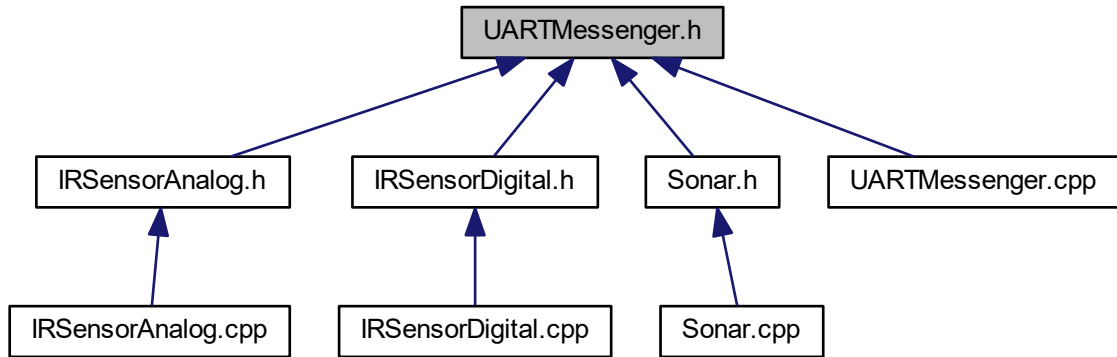 UARTMessenger.h
IRSensorAnalog.h
IRSensorDigital.h
Sonar.h
UARTMessenger.cpp
IRSensorAnalog.cpp
IRSensorDigital.cpp
Sonar.cpp